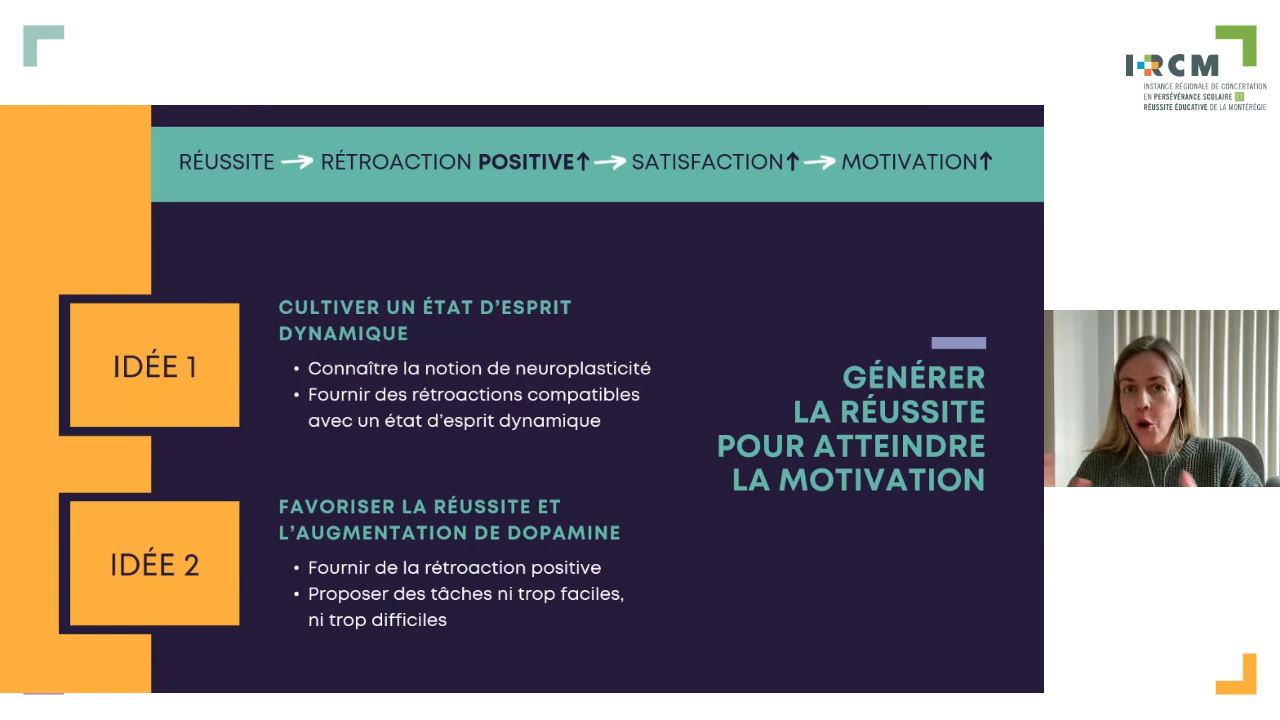 I·RCM
INSTANCE RÉGIONALE DE CONCERTATION
EN PERSÉVÉRANCE SCOLAIRE ET
RÉUSSITE ÉDUCATIVE DE LA MONTÉRÉGIE
RÉUSSITE → RÉTROACTION POSITIVE↑ → SATISFACTION↑ → MOTIVATION↑
IDÉE 1
CULTIVER UN ÉTAT D'ESPRIT
DYNAMIQUE
• Connaître la notion de neuroplasticité
• Fournir des rétroactions compatibles
avec un état d'esprit dynamique
GÉNÉRER
LA RÉUSSITE
POUR ATTEINDRE
LA MOTIVATION
IDÉE 2
FAVORISER LA RÉUSSITE ET
L'AUGMENTATION DE DOPAMINE
• Fournir de la rétroaction positive
• Proposer des tâches ni trop faciles,
ni trop difficiles